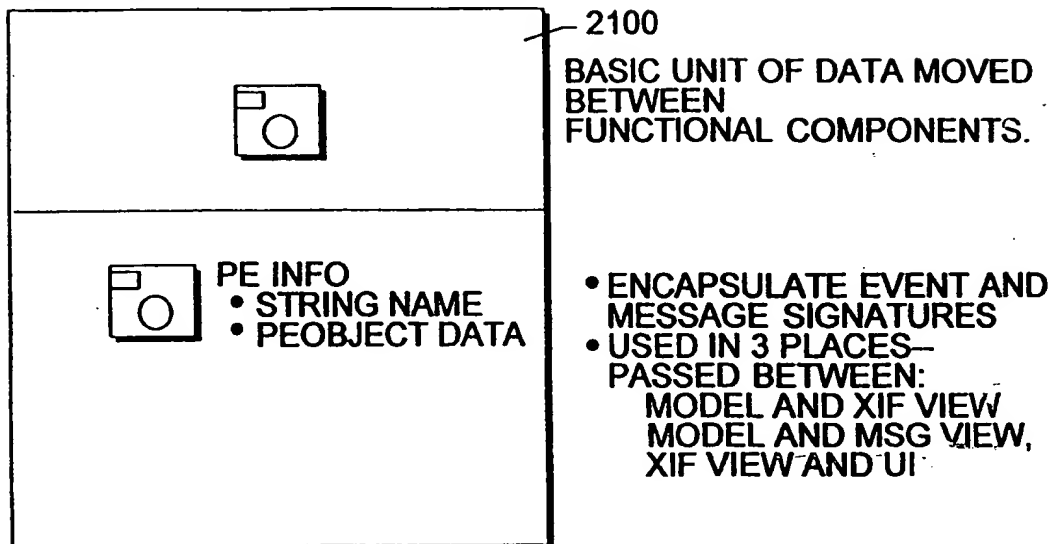 2100
BASIC UNIT OF DATA MOVED
BETWEEN
FUNCTIONAL COMPONENTS.
PE INFO
• STRING NAME
• PEOBJECT DATA
• ENCAPSULATE EVENT AND
MESSAGE SIGNATURES
• USED IN 3 PLACES–
PASSED BETWEEN:
MODEL AND XIF VIEW
MODEL AND MSG VIEW,
XIF VIEW AND UI